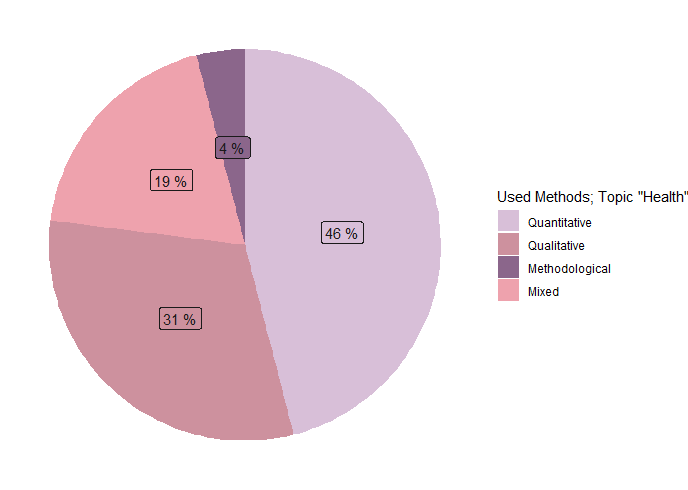 4 %
19 %
46 %
31 %
Used Methods; Topic "Health"
Quantitative
Qualitative
Methodological
Mixed